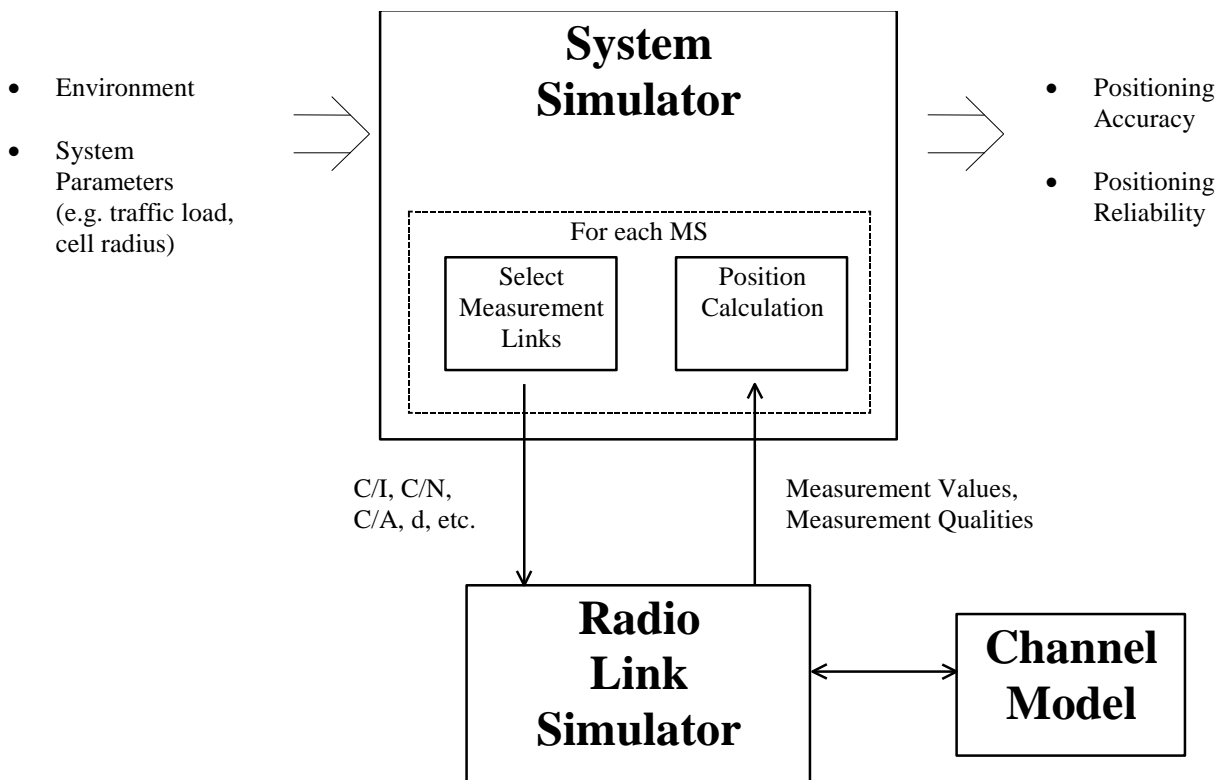 System
Simulator
• Environment
• System
Parameters
(e.g. traffic load,
cell radius)
• Positioning
Accuracy
• Positioning
Reliability
For each MS
Select
Measurement
Links
Position
Calculation
C/I, C/N,
C/A, d, etc.
Measurement Values,
Measurement Qualities
Radio
Link
Simulator
Channel
Model